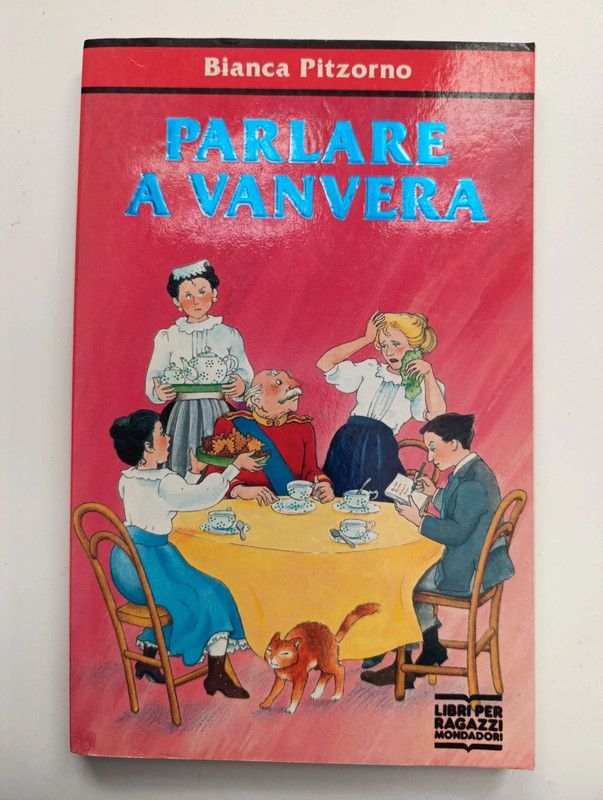 Bianca Pitzorno
PARLARE
A VANVERA
LIBRI PER
RAGAZZI
MONDADORI